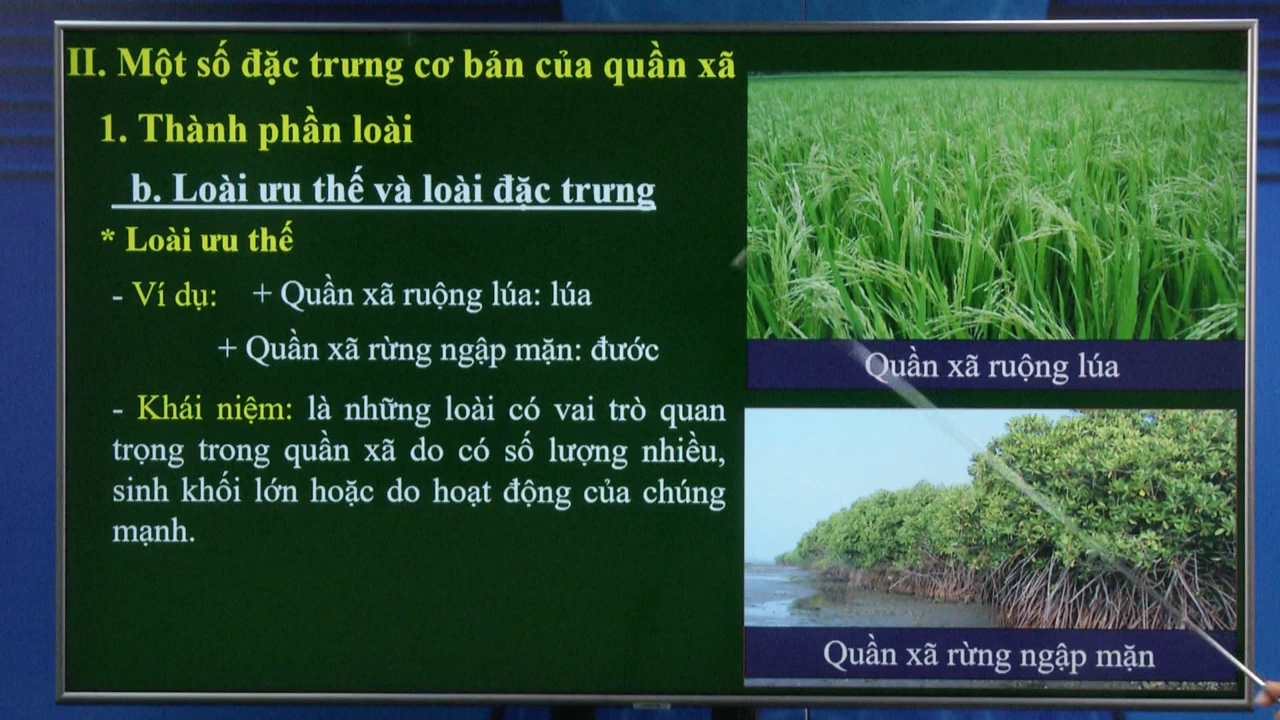 II. Một số đặc trưng cơ bản của quần xã
1. Thành phần loài
b. Loài ưu thế và loài đặc trưng
* Loài ưu thế
- Ví dụ: + Quần xã ruộng lúa: lúa
+ Quần xã rừng ngập mặn: đước
- Khái niệm: là những loài có vai trò quan
trọng trong quần xã do có số lượng nhiều,
sinh khối lớn hoặc do hoạt động của chúng
mạnh.
Quần xã ruộng lúa
Quần xã rừng ngập mặn